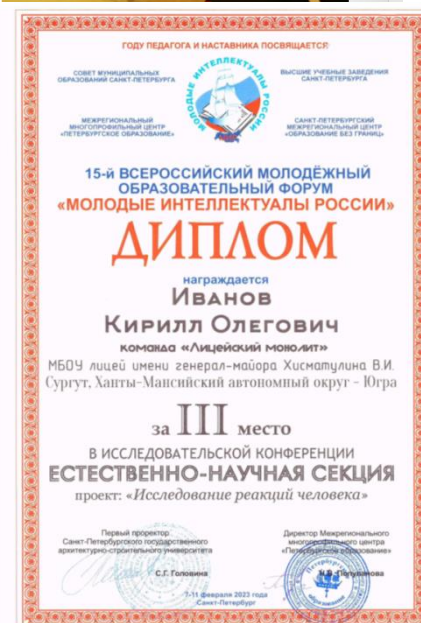 ГОДУ ПЕДАГОГА И НАСТАВНИКА ПОСВЯЩАЕТСЯ
СОВЕТ МУНИЦИПАЛЬНЫХ
ОБРАЗОВАНИЙ САНКТ-ПЕТЕРБУРГА
МЕЖРЕГИОНАЛЬНЫЙ
МНОГОПРОФИЛЬНЫЙ ЦЕНТР
«ПЕТЕРБУРГСКОЕ ОБРАЗОВАНИЕ»
МОЛОДЫЕ ИНТЕЛЛЕКТУАЛЫ РОССИИ
ВЫСШИЕ УЧЕБНЫЕ ЗАВЕДЕНИЯ
САНКТ-ПЕТЕРБУРГА
САНКТ-ПЕТЕРБУРГСКИЙ
МЕЖРЕГИОНАЛЬНЫЙ ЦЕНТР
«ОБРАЗОВАНИЕ БЕЗ ГРАНИЦ»
15-й ВСЕРОССИЙСКИЙ МОЛОДЁЖНЫЙ
ОБРАЗОВАТЕЛЬНЫЙ ФОРУМ
«МОЛОДЫЕ ИНТЕЛЛЕКТУАЛЫ РОССИИ»
ДИПЛОМ
награждается
Иванов
Кирилл Олегович
команда «Лицейский монолит»
МБОУ лицей имени генерал-майора Хисматулина В.И.
Сургут, Ханты-Мансийский автономный округ - Югра
за III место
В ИССЛЕДОВАТЕЛЬСКОЙ КОНФЕРЕНЦИИ
ЕСТЕСТВЕННО-НАУЧНАЯ СЕКЦИЯ
проект: «Исследование реакций человека»
Первый проректор
Санкт-Петербургского государственного
архитектурно-строительного университета
С.Г. Головина
Директор Межрегионального
многопрофильного центра
«Петербургское образование»
7-11 февраля 2023 года
Санкт-Петербург